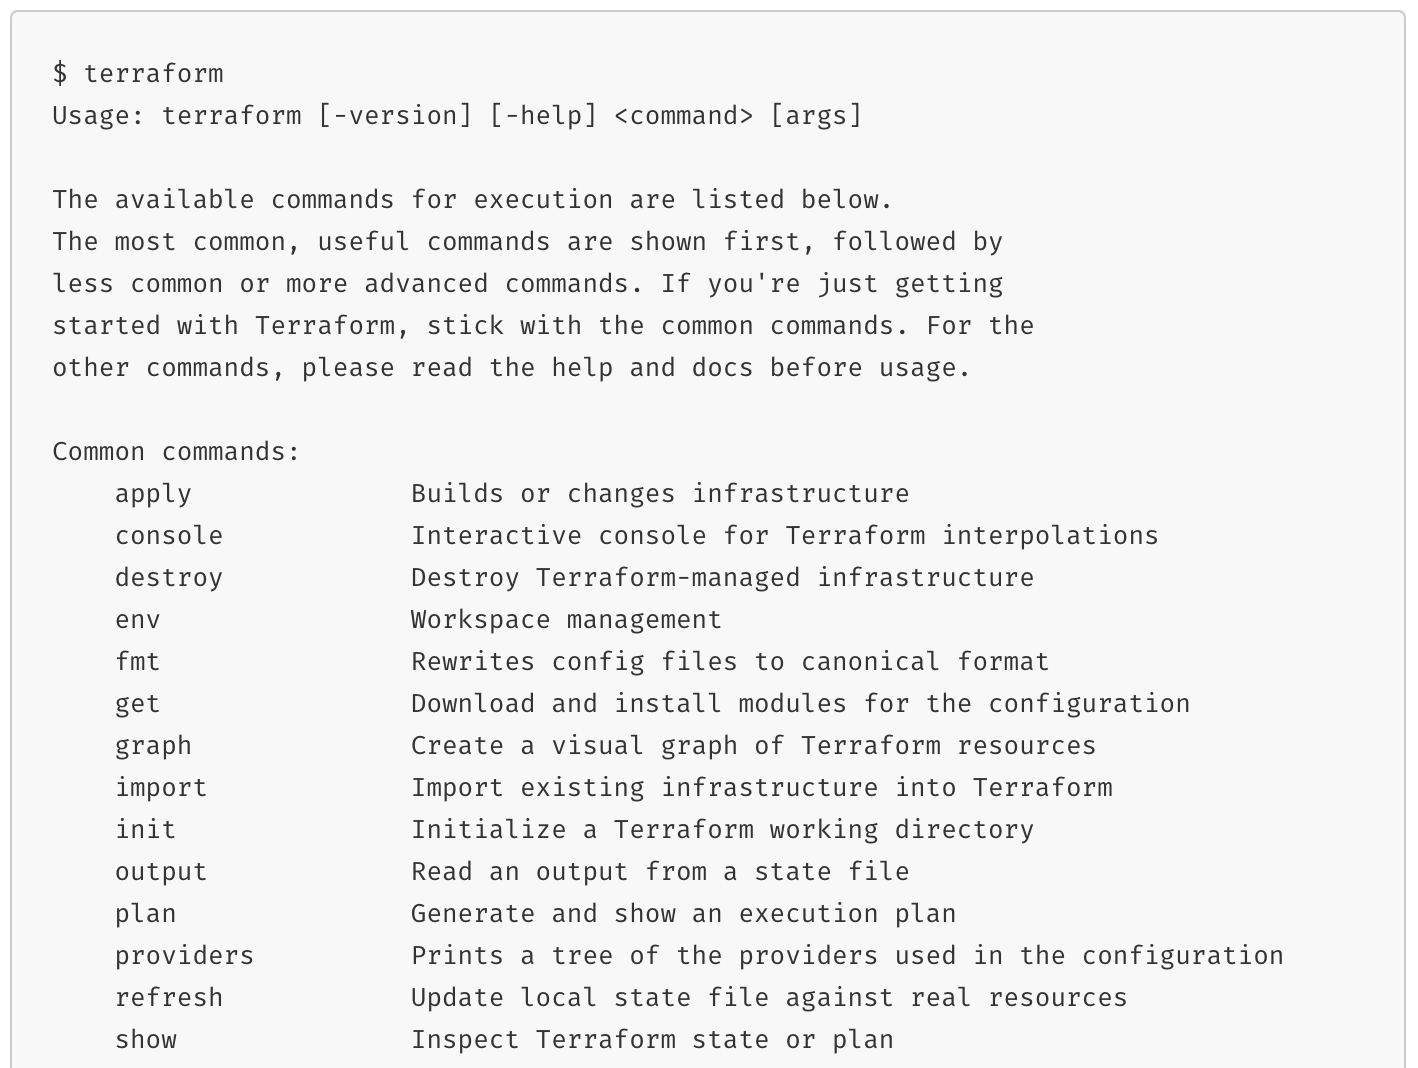 $ terraform
Usage: terraform [-version] [-help] <command> [args]

The available commands for execution are listed below.
The most common, useful commands are shown first, followed by
less common or more advanced commands. If you're just getting
started with Terraform, stick with the common commands. For the
other commands, please read the help and docs before usage.

Common commands:
    apply              Builds or changes infrastructure
    console            Interactive console for Terraform interpolations
    destroy            Destroy Terraform-managed infrastructure
    env                Workspace management
    fmt                Rewrites config files to canonical format
    get                Download and install modules for the configuration
    graph              Create a visual graph of Terraform resources
    import             Import existing infrastructure into Terraform
    init               Initialize a Terraform working directory
    output             Read an output from a state file
    plan               Generate and show an execution plan
    providers          Prints a tree of the providers used in the configuration
    refresh            Update local state file against real resources
    show               Inspect Terraform state or plan